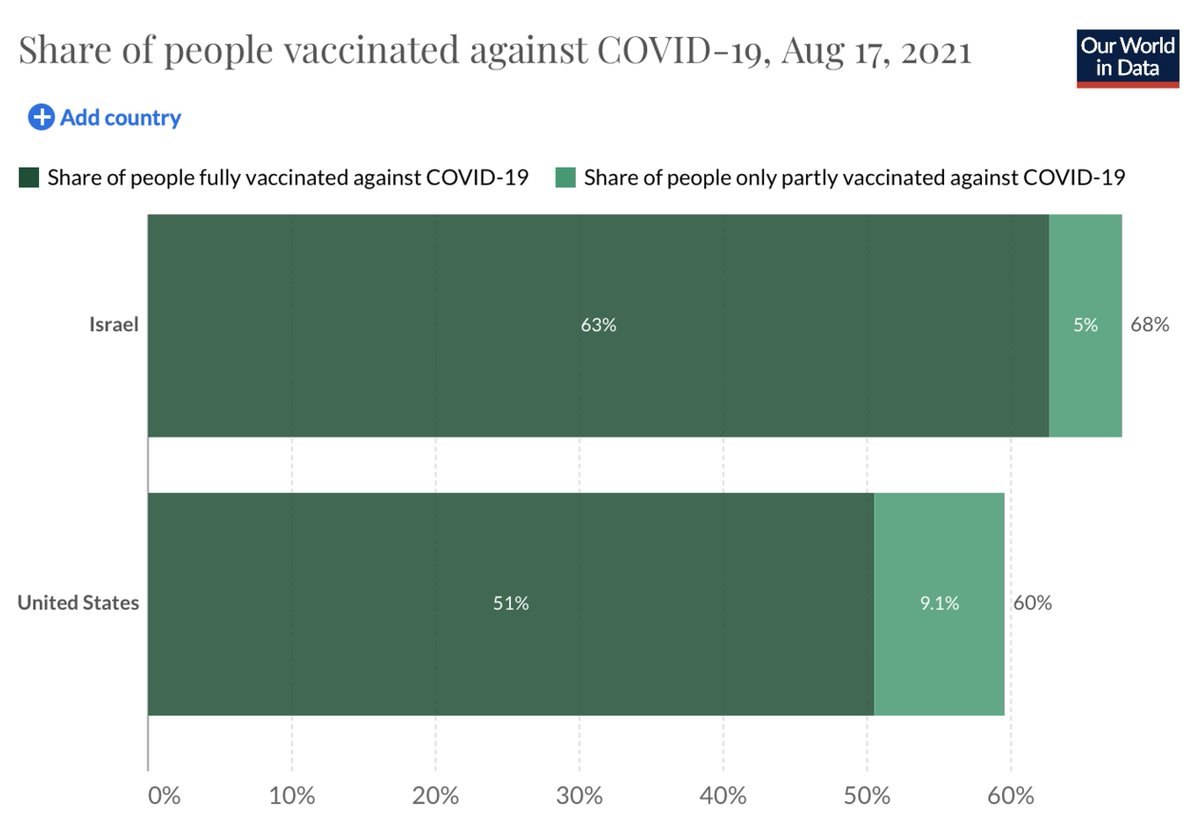 Share of people vaccinated against COVID-19, Aug 17, 2021
Our World
in Data
Add country
Share of people fully vaccinated against COVID-19
Share of people only partly vaccinated against COVID-19
Israel
63%
5%
68%
United States
51%
9.1%
60%
0%
10%
20%
30%
40%
50%
60%